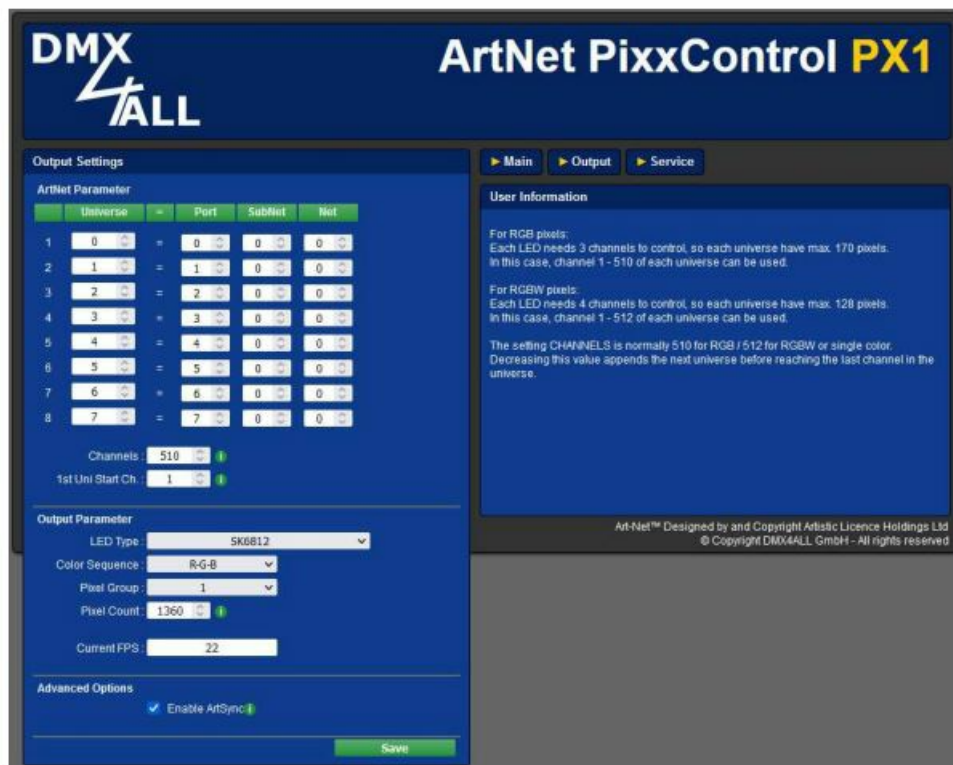 DMX
4
ALL
ArtNet PixxControl PX1
Output Settings
ArtNet Parameter
Universe = Port SubNet Net
1 0 = 0 0 0
2 1 = 1 0 0
3 2 = 2 0 0
4 3 = 3 0 0
5 4 = 4 0 0
6 5 = 5 0 0
7 6 = 6 0 0
8 7 = 7 0 0
Channels : 510 i
1st Uni Start Ch. : 1 i
Output Parameter
LED Type : SK6812
Color Sequence : R-G-B
Pixel Group : 1
Pixel Count : 1360 i
Current FPS : 22
Advanced Options
Enable ArtSync i
Save
Main Output Service
User Information
For RGB pixels:
Each LED needs 3 channels to control, so each universe have max. 170 pixels.
In this case, channel 1 - 510 of each universe can be used.
For RGBW pixels:
Each LED needs 4 channels to control, so each universe have max. 128 pixels.
In this case, channel 1 - 512 of each universe can be used.
The setting CHANNELS is normally 510 for RGB / 512 for RGBW or single color.
Decreasing this value appends the next universe before reaching the last channel in the
universe.
Art-Net™ Designed by and Copyright Artistic Licence Holdings Ltd
© Copyright DMX4ALL GmbH - All rights reserved